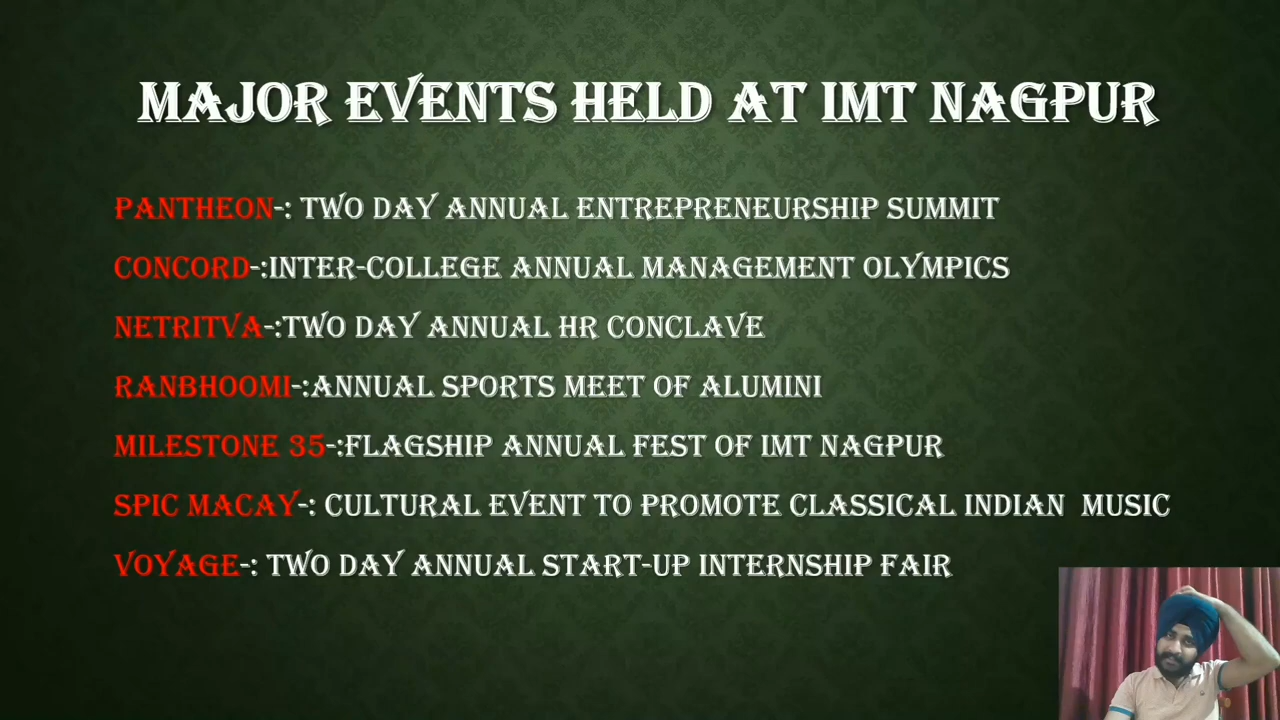 MAJOR EVENTS HELD AT IMT NAGPUR
PANTHEON-: TWO DAY ANNUAL ENTREPRENEURSHIP SUMMIT
CONCORD-:INTER-COLLEGE ANNUAL MANAGEMENT OLYMPICS
NETRITVA-:TWO DAY ANNUAL HR CONCLAVE
RANBHOOMI-:ANNUAL SPORTS MEET OF ALUMINI
MILESTONE 35-:FLAGSHIP ANNUAL FEST OF IMT NAGPUR
SPIC MACAY-: CULTURAL EVENT TO PROMOTE CLASSICAL INDIAN  MUSIC
VOYAGE-: TWO DAY ANNUAL START-UP INTERNSHIP FAIR